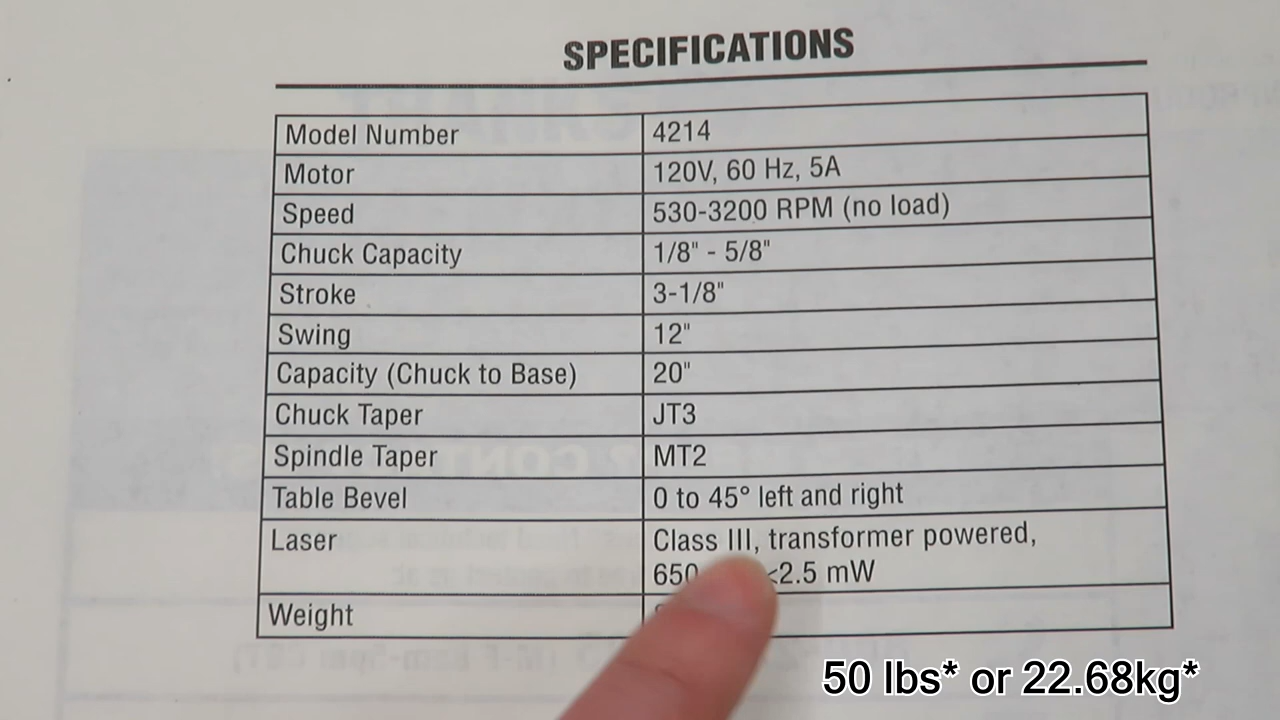 SPECIFICATIONS
Model Number 4214
Motor 120V, 60 Hz, 5A
Speed 530-3200 RPM (no load)
Chuck Capacity 1/8" - 5/8"
Stroke 3-1/8"
Swing 12"
Capacity (Chuck to Base) 20"
Chuck Taper JT3
Spindle Taper MT2
Table Bevel 0 to 45° left and right
Laser Class III, transformer powered,
650 <2.5 mW
Weight
50 lbs* or 22.68kg*